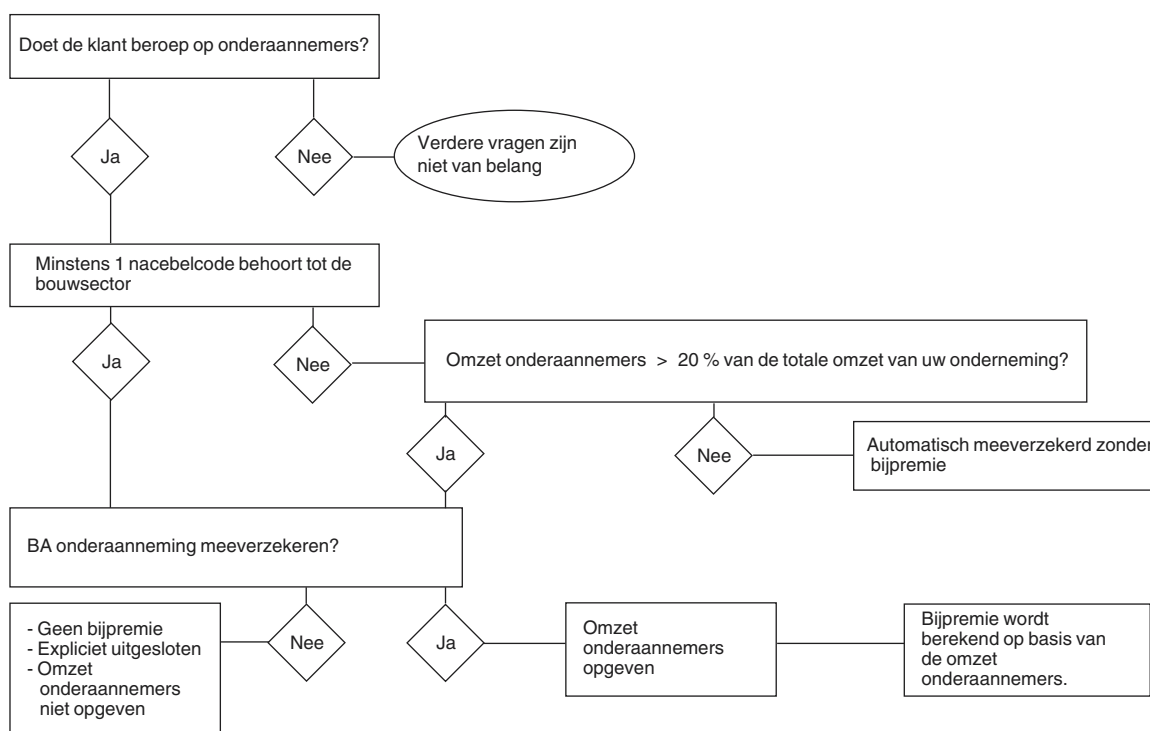 Doet de klant beroep op onderaannemers?
Ja
Nee
Verdere vragen zijn
niet van belang
Minstens 1 nacebelcode behoort tot de
bouwsector
Ja
Nee
Omzet onderaannemers > 20 % van de totale omzet van uw onderneming?
Ja
Nee
Automatisch meeverzekerd zonder
bijpremie
BA onderaanneming meeverzekeren?
Nee
Ja
- Geen bijpremie
- Expliciet uitgesloten
- Omzet
onderaannemers
niet opgeven
Omzet
onderaannemers
opgeven
Bijpremie wordt
berekend op basis van
de omzet
onderaannemers.